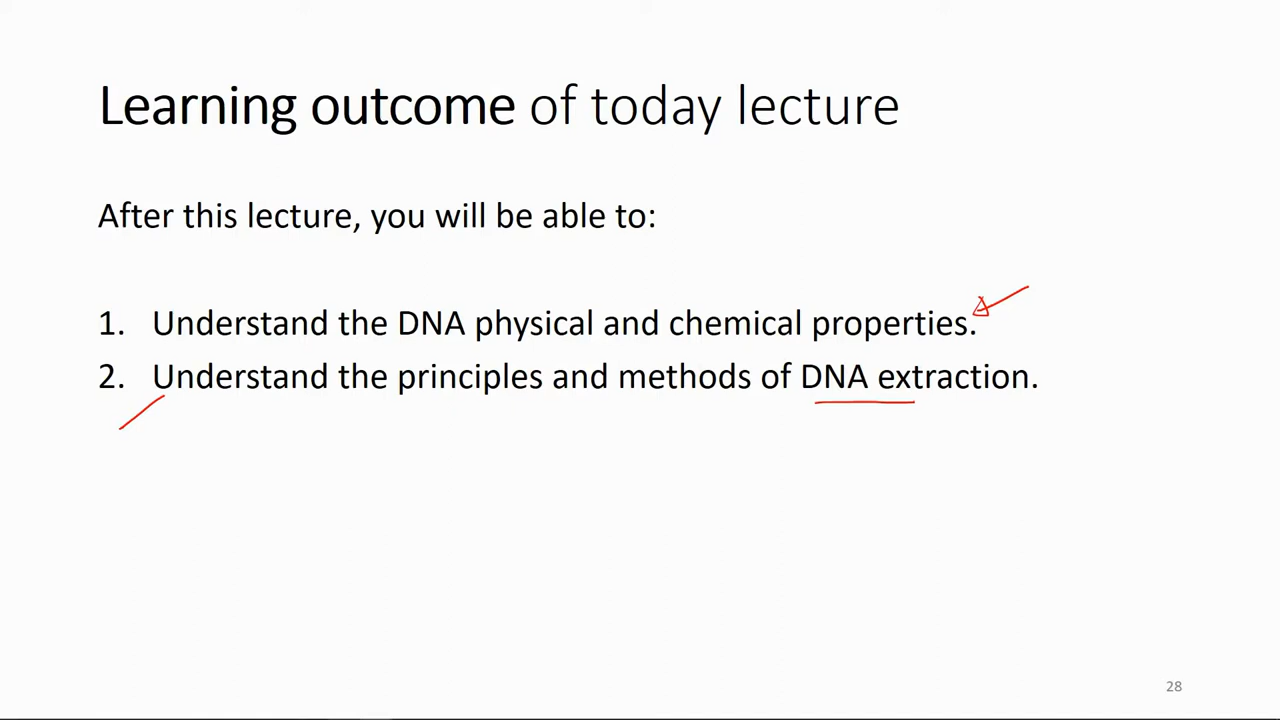 Learning outcome of today lecture
After this lecture, you will be able to:
1. Understand the DNA physical and chemical properties.
2. Understand the principles and methods of DNA extraction.
28